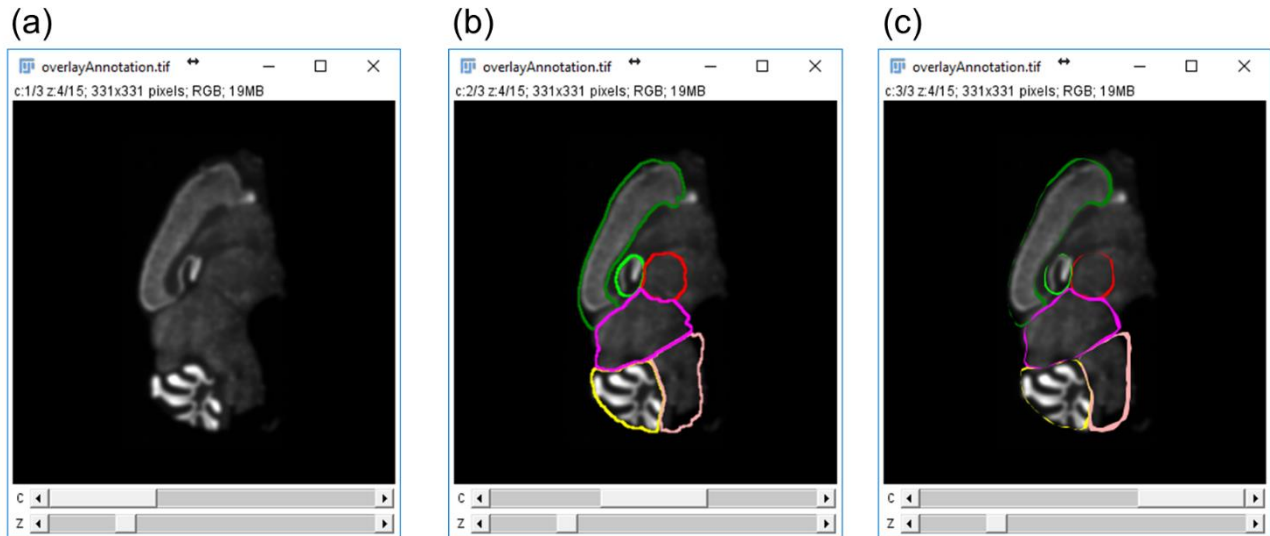 (a)
overlayAnnotation.tif
c:1/3 z:4/15; 331x331 pixels; RGB; 19MB
c
z
(b)
overlayAnnotation.tif
c:2/3 z:4/15; 331x331 pixels; RGB; 19MB
c
z
(c)
overlayAnnotation.tif
c:3/3 z:4/15; 331x331 pixels; RGB; 19MB
c
z